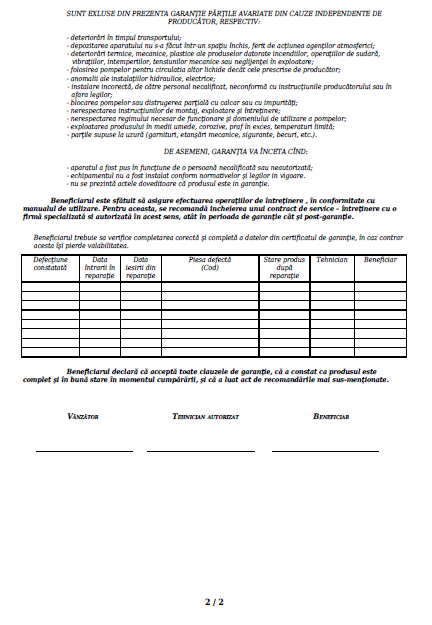 SUNT EXLUSE DIN PREZENTA GARANȚIE PĂRȚILE AVARIATE DIN CAUZE INDEPENDENTE DE
PRODUCĂTOR, RESPECTIV:
- deteriorări în timpul transportului;
- depozitarea aparatului nu s-a făcut într-un spațiu închis, ferit de acțiunea agenților atmosferici;
- deteriorări termice, mecanice, plastice ale produselor datorate incendiilor, operațiilor de sudară,
vibrațiilor, intemperiilor, tensiunilor mecanice sau neglijenței în exploatare;
- folosirea pompelor pentru circulatia altor lichide decât cele prescrise de producător;
- anomalii ale instalațiilor hidraulice, electrice;
- instalare incorectă, de către personal necalificat, neconformă cu instrucțiunile producătorului sau în
afara legilor;
- blocarea pompelor sau distrugerea parțială cu calcar sau cu impurități;
- nerespectarea instrucțiunilor de montaj, exploatare și întreținere;
- nerespectarea regimului necesar de funcționare și domeniului de utilizare a pompelor;
- exploatarea produsului în medii umede, corozive, praf în exces, temperaturi limită;
- părțile supuse la uzură (garnituri, etanșări mecanice, sigurante, becuri, etc.).
DE ASEMENI, GARANȚIA VA ÎNCETA CÎND:
- aparatul a fost pus în funcțiune de o persoană necalificată sau neautorizată;
- echipamentul nu a fost instalat conform normativelor și legilor în vigoare.
- nu se prezintă actele doveditoare că produsul este în garanție.
Beneficiarul este sfătuit să asigure efectuarea operațiilor de întreținere , în conformitate cu
manualul de utilizare. Pentru aceasta, se recomandă încheierea unui contract de service – întreținere cu o
firmă specializată si autorizată în acest sens, atât în perioada de garanție cât și post-garanție.
Beneficiarul trebuie sa verifice completarea corectă și completă a datelor din certificatul de garanție, în caz contrar
acesta își pierde valabilitatea.
Defecțiune Data Data Piesa defectă Stare produs Tehnician Beneficiar
constatată intrarii în iesirii din (Cod) după
reparație reparație reparație
Beneficiarul declară că acceptă toate clauzele de garanție, că a constat ca produsul este
complet și în bună stare în momentul cumpărării, și că a luat act de recomandările mai sus-menționate.
VÂNZĂTOR TEHNICIAN AUTORIZAT BENEFICIAR
2 / 2